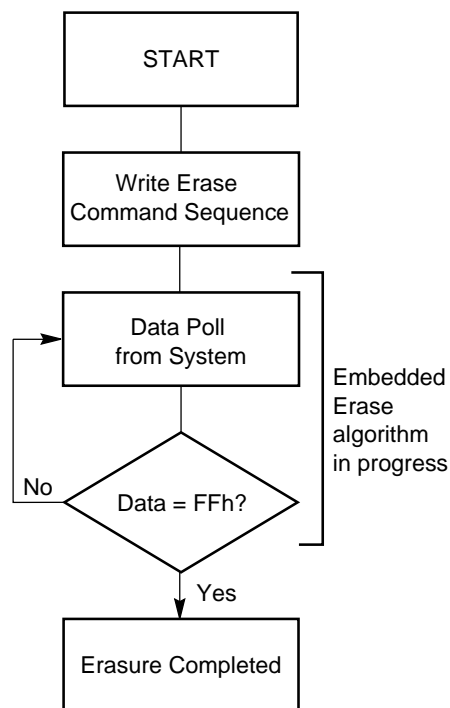 START
Write Erase
Command Sequence
Data Poll
from System
Embedded
Erase
algorithm
in progress
No
Data = FFh?
Yes
Erasure Completed